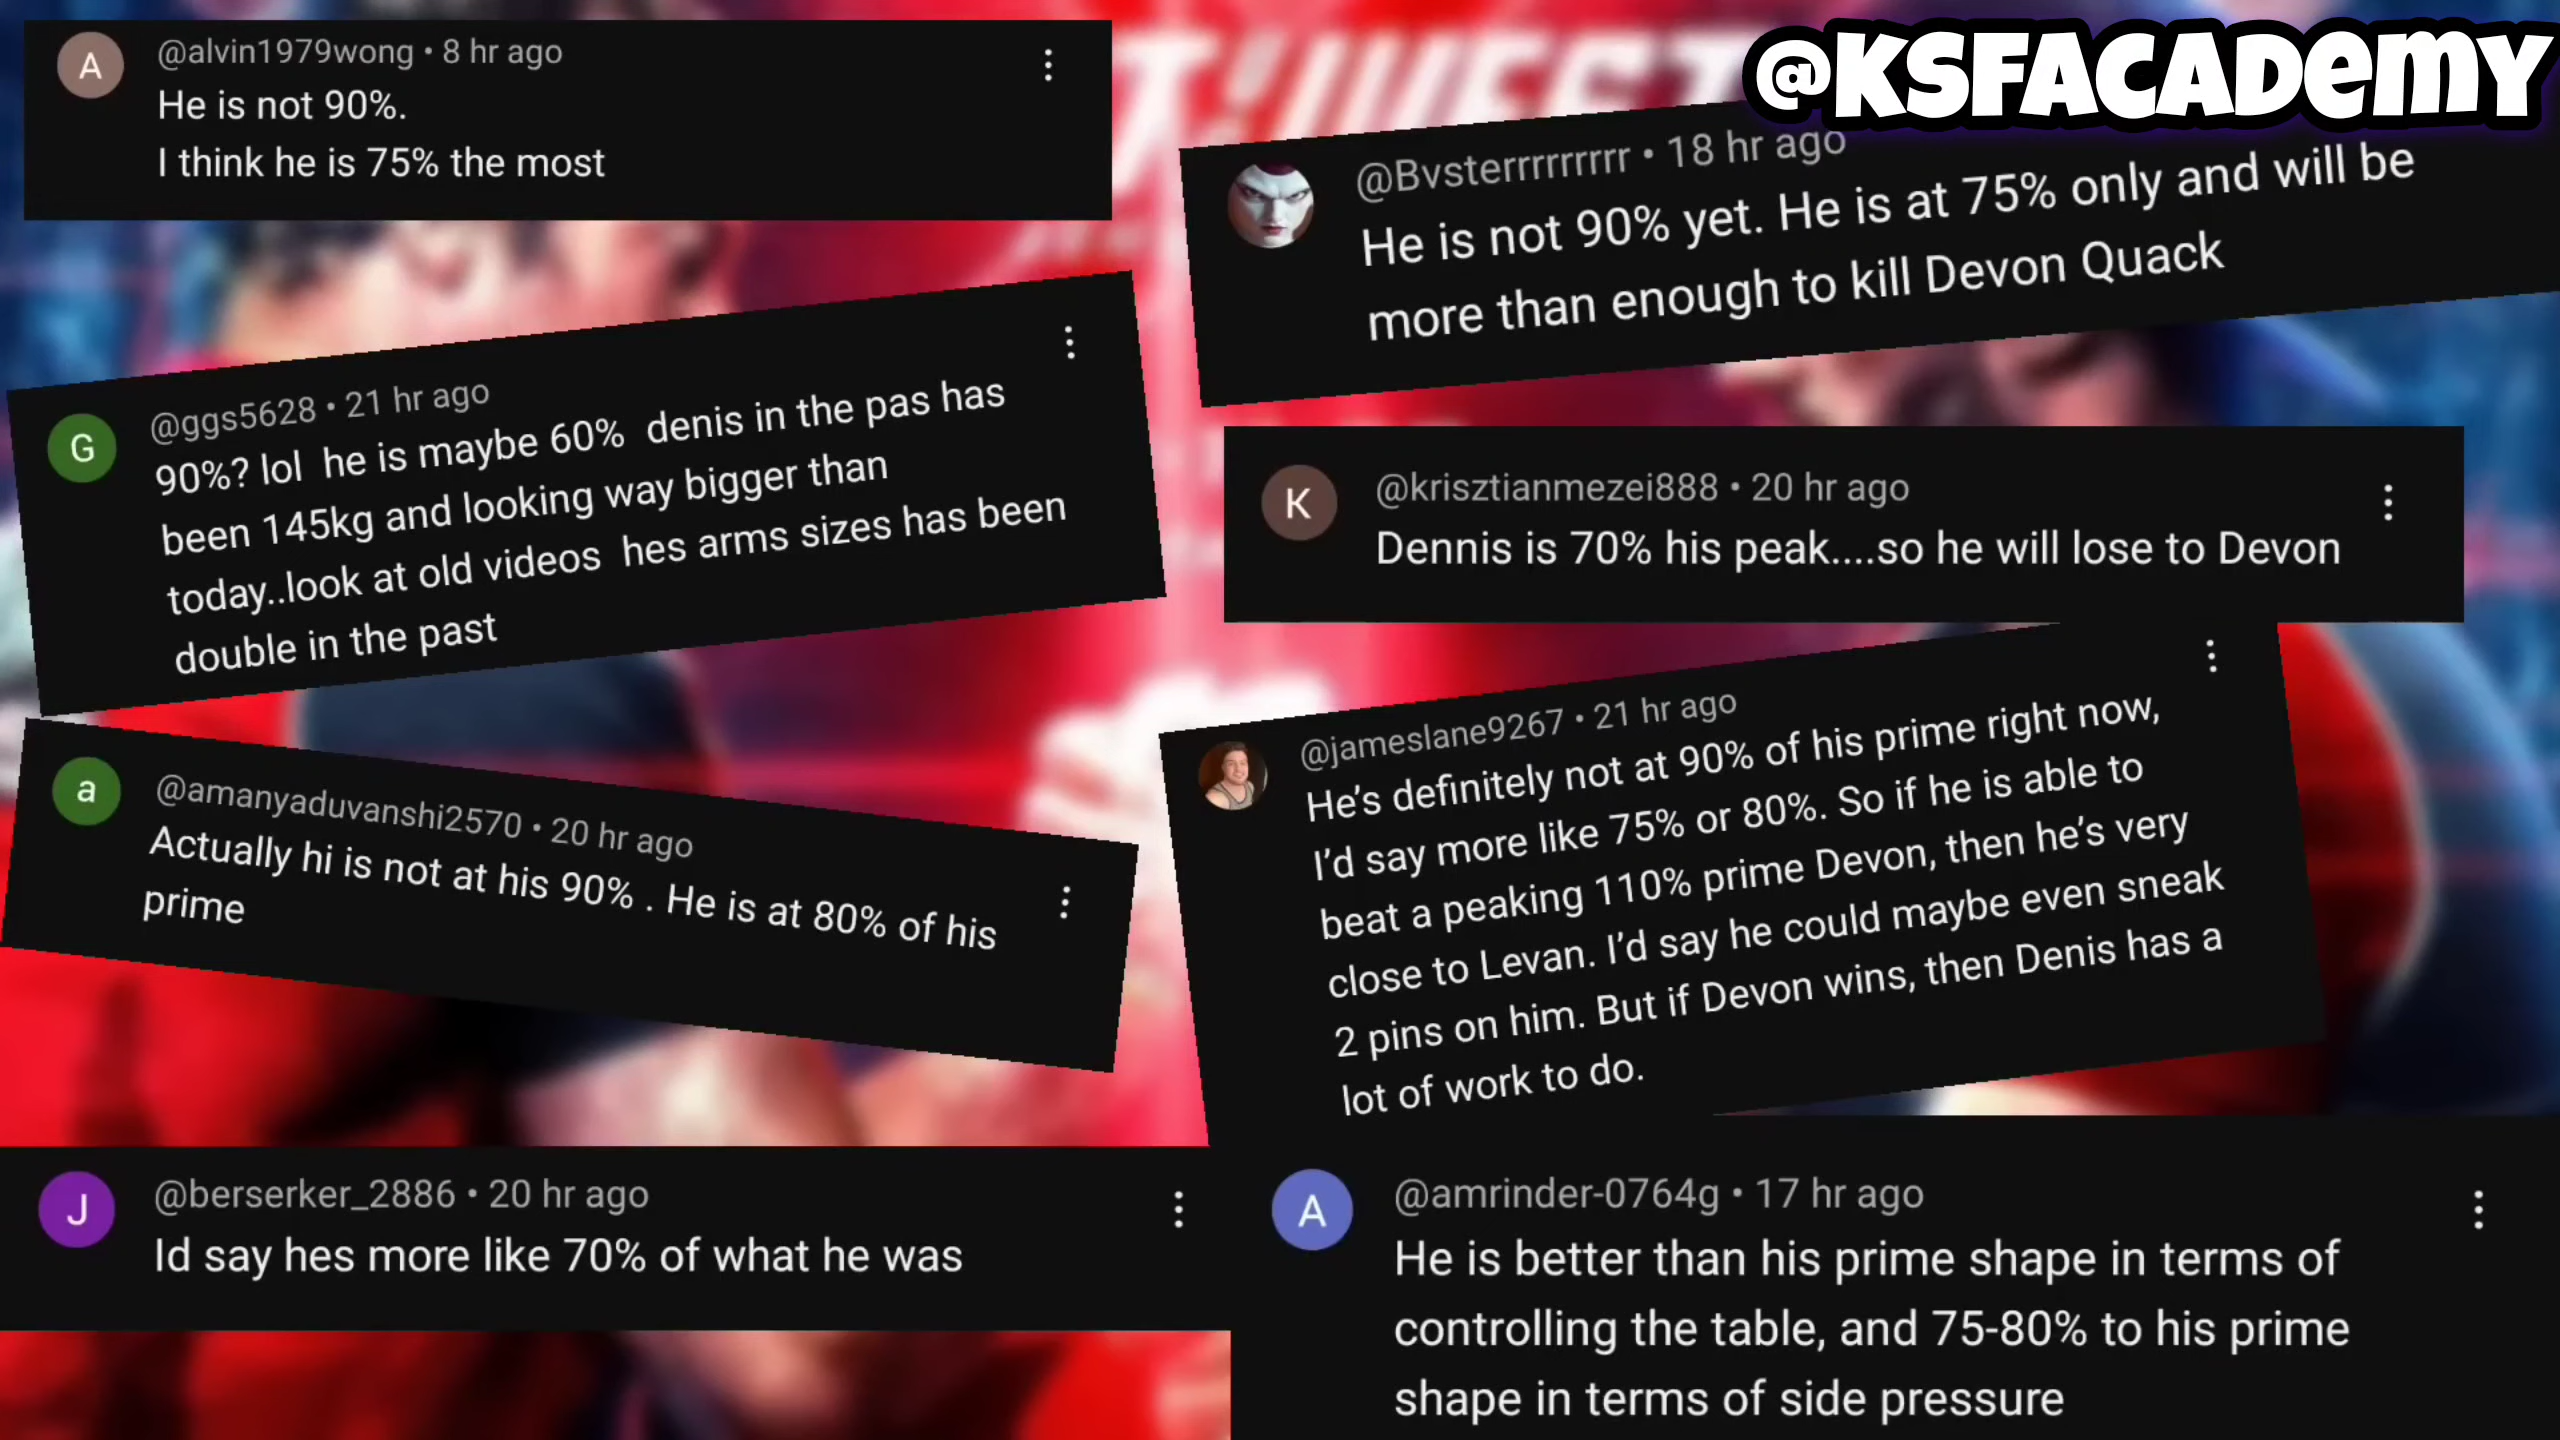 @KSFACADEMY
@alvin1979wong • 8 hr ago
He is not 90%.
I think he is 75% the most
@Bvsterrrrrrrrr • 18 hr ago
He is not 90% yet. He is at 75% only and will be
more than enough to kill Devon Quack
@ggs5628 • 21 hr ago
90%? lol he is maybe 60% denis in the pas has
been 145kg and looking way bigger than
today..look at old videos hes arms sizes has been
double in the past
@krisztianmezei888 • 20 hr ago
Dennis is 70% his peak....so he will lose to Devon
@amanyaduvanshi2570 • 20 hr ago
Actually hi is not at his 90% . He is at 80% of his
prime
@jameslane9267 • 21 hr ago
He’s definitely not at 90% of his prime right now,
I’d say more like 75% or 80%. So if he is able to
beat a peaking 110% prime Devon, then he’s very
close to Levan. I’d say he could maybe even sneak
2 pins on him. But if Devon wins, then Denis has a
lot of work to do.
@berserker_2886 • 20 hr ago
Id say hes more like 70% of what he was
@amrinder-0764g • 17 hr ago
He is better than his prime shape in terms of
controlling the table, and 75-80% to his prime
shape in terms of side pressure